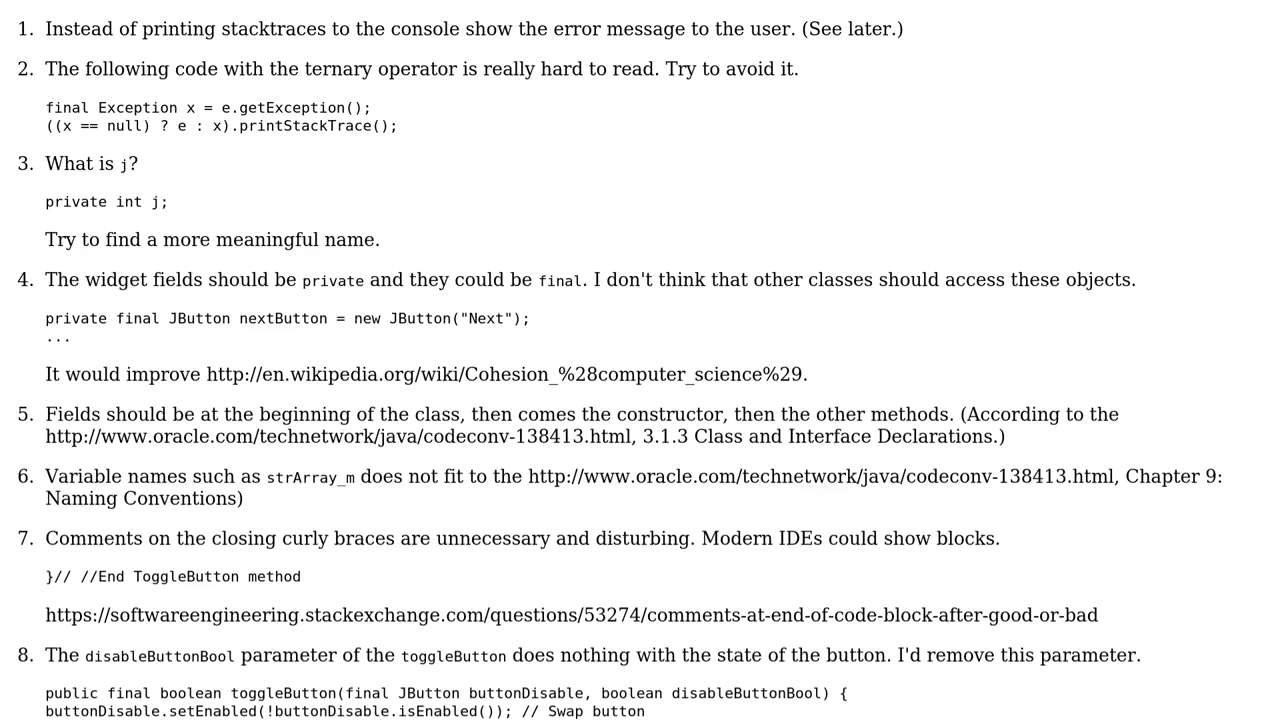 1. Instead of printing stacktraces to the console show the error message to the user. (See later.)
2. The following code with the ternary operator is really hard to read. Try to avoid it.
final Exception x = e.getException();
((x == null) ? e : x).printStackTrace();
3. What is j?
private int j;
Try to find a more meaningful name.
4. The widget fields should be private and they could be final. I don't think that other classes should access these objects.
private final JButton nextButton = new JButton("Next");
...
It would improve http://en.wikipedia.org/wiki/Cohesion_%28computer_science%29.
5. Fields should be at the beginning of the class, then comes the constructor, then the other methods. (According to the
http://www.oracle.com/technetwork/java/codeconv-138413.html, 3.1.3 Class and Interface Declarations.)
6. Variable names such as strArray_m does not fit to the http://www.oracle.com/technetwork/java/codeconv-138413.html, Chapter 9:
Naming Conventions)
7. Comments on the closing curly braces are unnecessary and disturbing. Modern IDEs could show blocks.
}// //End ToggleButton method
https://softwareengineering.stackexchange.com/questions/53274/comments-at-end-of-code-block-after-good-or-bad
8. The disableButtonBool parameter of the toggleButton does nothing with the state of the button. I'd remove this parameter.
public final boolean toggleButton(final JButton buttonDisable, boolean disableButtonBool) {
buttonDisable.setEnabled(!buttonDisable.isEnabled()); // Swap button